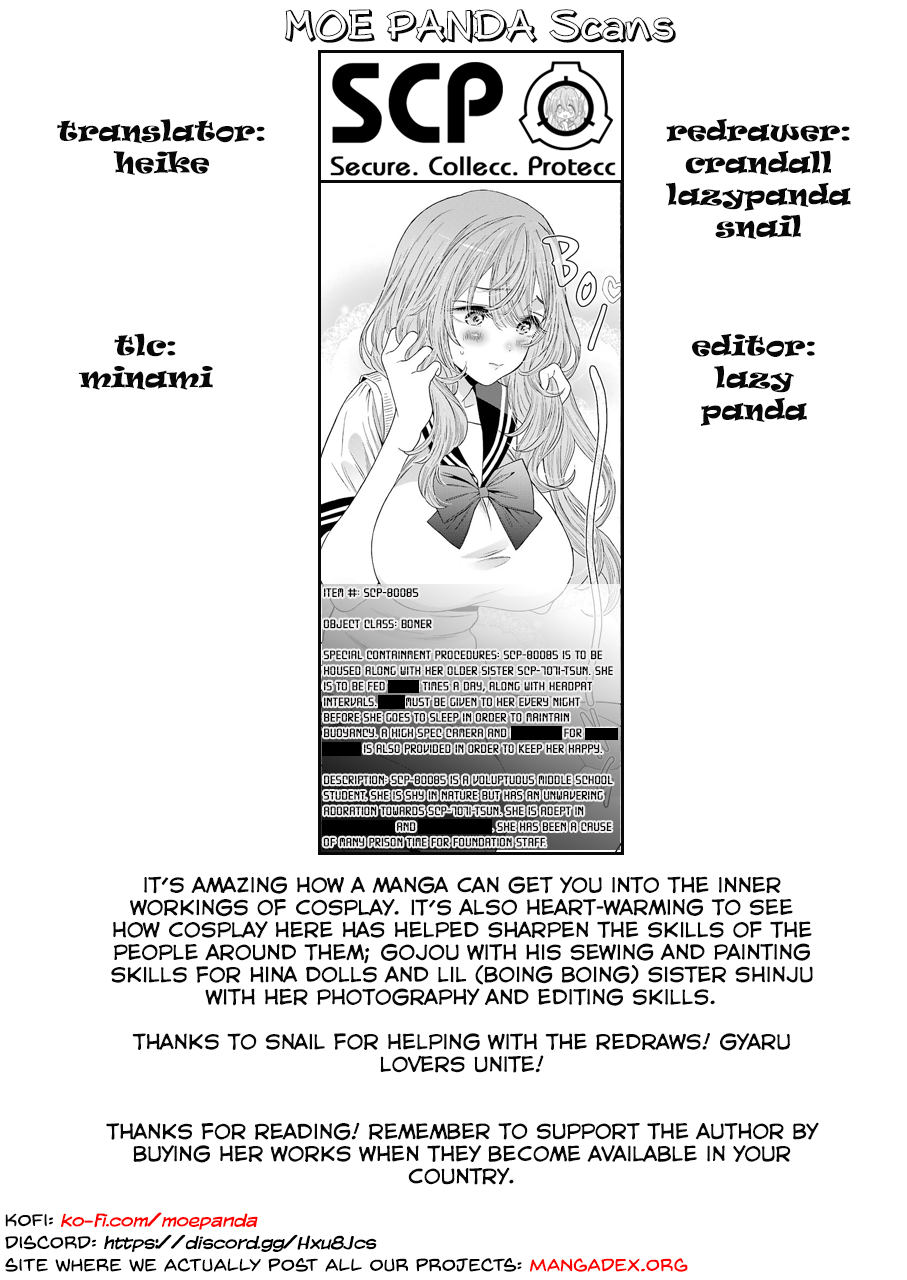 MOE PANDA Scans
SCP
Secure. Collecc. Protecc
translator:
heike
redrawer:
crandall
lazypanda
snail
tlc:
minami
editor:
lazy
panda
BOI
ITEM #: SCP-80085
OBJECT CLASS: BONER
SPECIAL CONTAINMENT PROCEDURES: SCP-80085 IS TO BE
HOUSED ALONG WITH HER OLDER SISTER SCP-7071-TSUN. SHE
IS TO BE FED TIMES A DAY, ALONG WITH HEADPAT
INTERVALS. MUST BE GIVEN TO HER EVERY NIGHT
BEFORE SHE GOES TO SLEEP IN ORDER TO MAINTAIN
BUOYANCY. A HIGH SPEC CAMERA AND FOR
IS ALSO PROVIDED IN ORDER TO KEEP HER HAPPY.
DESCRIPTION: SCP-80085 IS A VOLUPTUOUS MIDDLE SCHOOL
STUDENT. SHE IS SHY IN NATURE BUT HAS AN UNWAVERING
ADORATION TOWARDS SCP-7071-TSUN. SHE IS ADEPT IN
AND , SHE HAS BEEN A CAUSE
OF MANY PRISON TIME FOR FOUNDATION STAFF.
IT'S AMAZING HOW A MANGA CAN GET YOU INTO THE INNER
WORKINGS OF COSPLAY. IT'S ALSO HEART-WARMING TO SEE
HOW COSPLAY HERE HAS HELPED SHARPEN THE SKILLS OF THE
PEOPLE AROUND THEM; GOJOU WITH HIS SEWING AND PAINTING
SKILLS FOR HINA DOLLS AND LIL (BOING BOING) SISTER SHINJU
WITH HER PHOTOGRAPHY AND EDITING SKILLS.
THANKS TO SNAIL FOR HELPING WITH THE REDRAWS! GYARU
LOVERS UNITE!
THANKS FOR READING! REMEMBER TO SUPPORT THE AUTHOR BY
BUYING HER WORKS WHEN THEY BECOME AVAILABLE IN YOUR
COUNTRY.
KOFI: ko-fi.com/moepanda
DISCORD: https://discord.gg/Hxu8Jcs
SITE WHERE WE ACTUALLY POST ALL OUR PROJECTS: MANGADEX.ORG